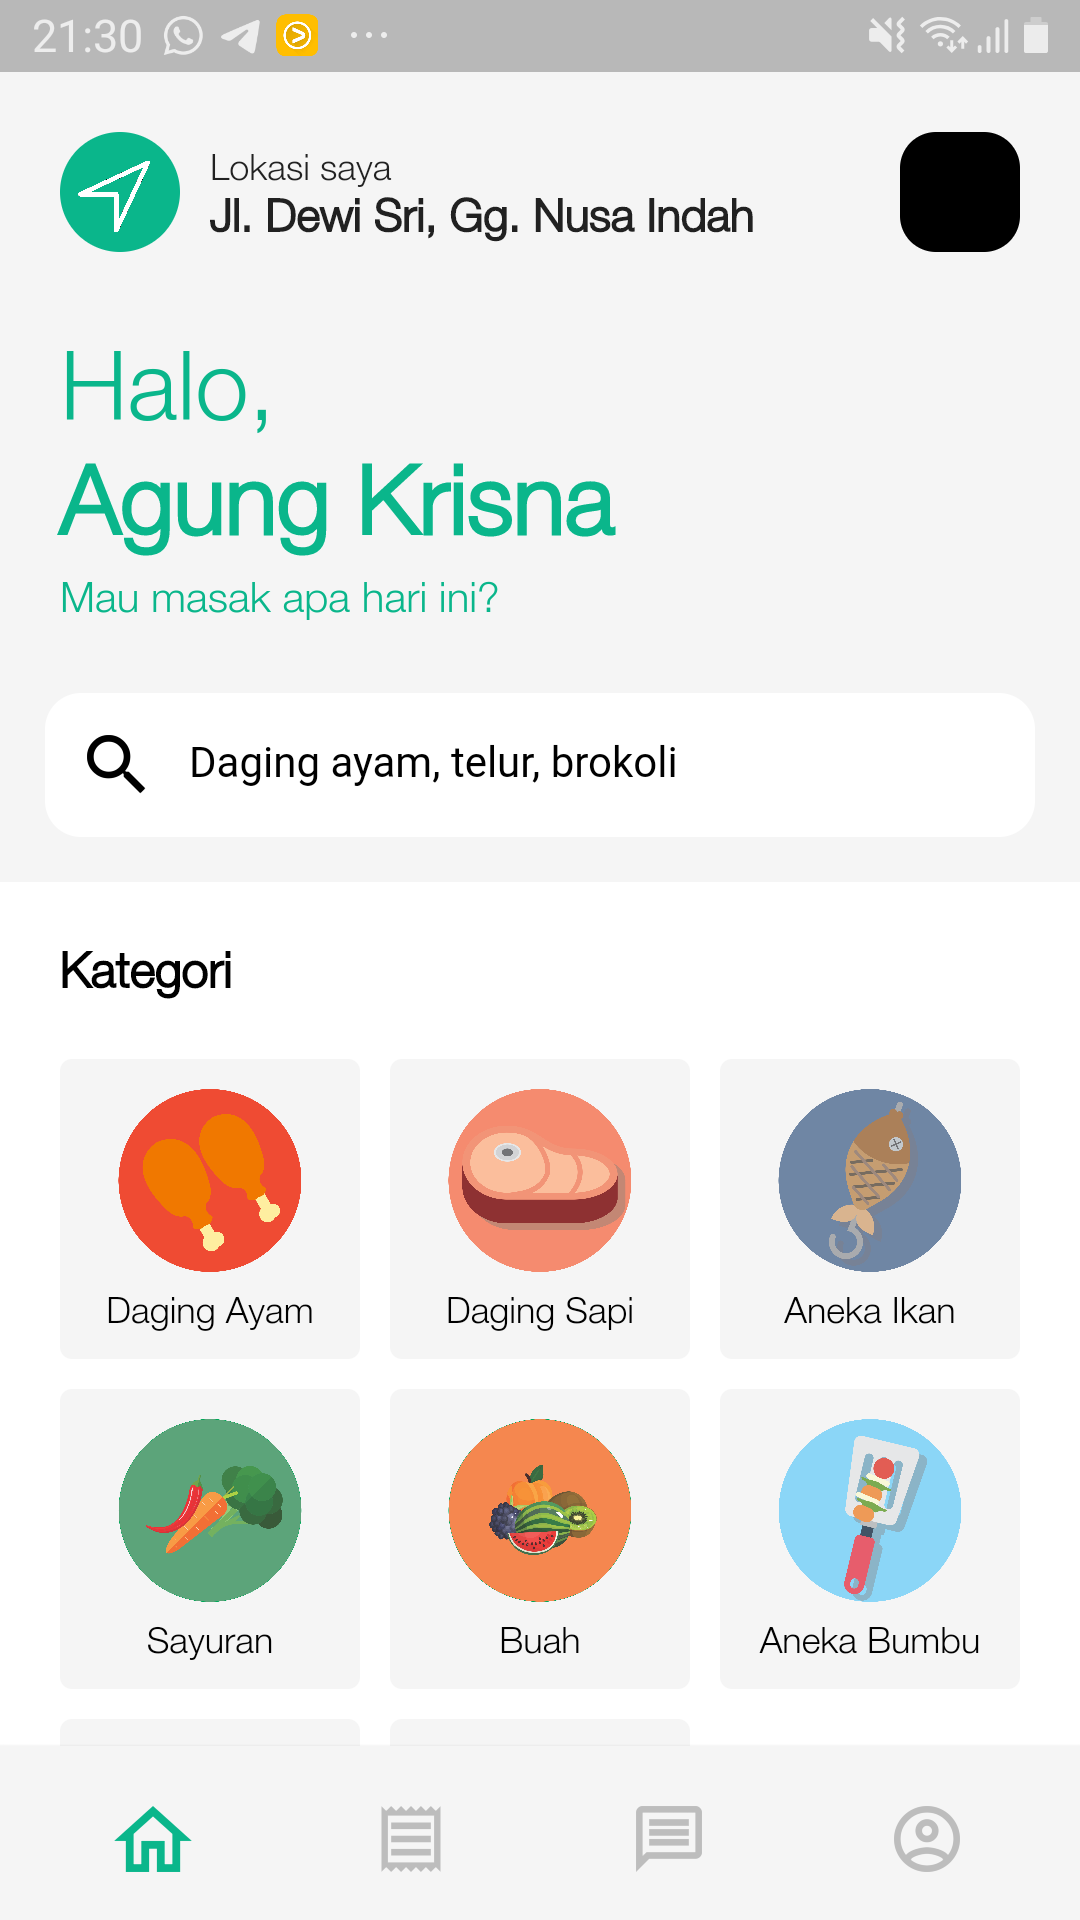 21:30
Lokasi saya
Jl. Dewi Sri, Gg. Nusa Indah
Halo,
Agung Krisna
Mau masak apa hari ini?
Daging ayam, telur, brokoli
Kategori
Daging Ayam
Daging Sapi
Aneka Ikan
Sayuran
Buah
Aneka Bumbu